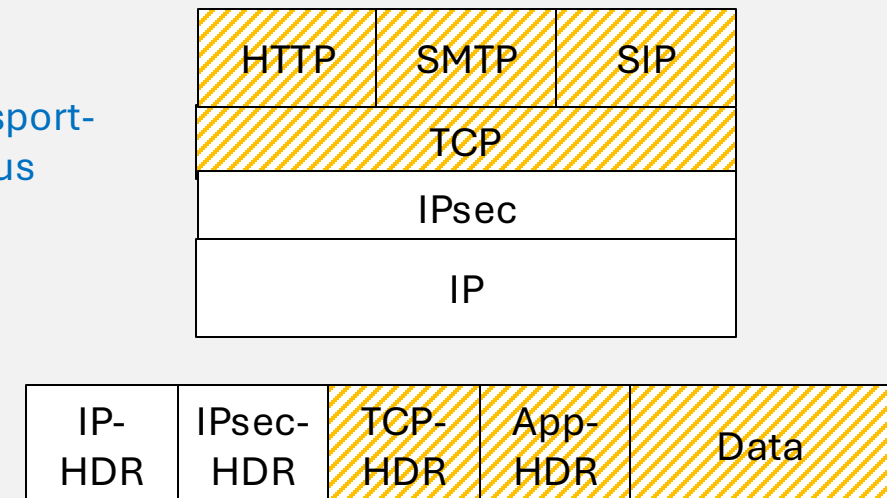 HTTP SMTP SIP
sport-
us
TCP
IPsec
IP
IP-
HDR
IPsec-
HDR
TCP-
HDR
App-
HDR
Data